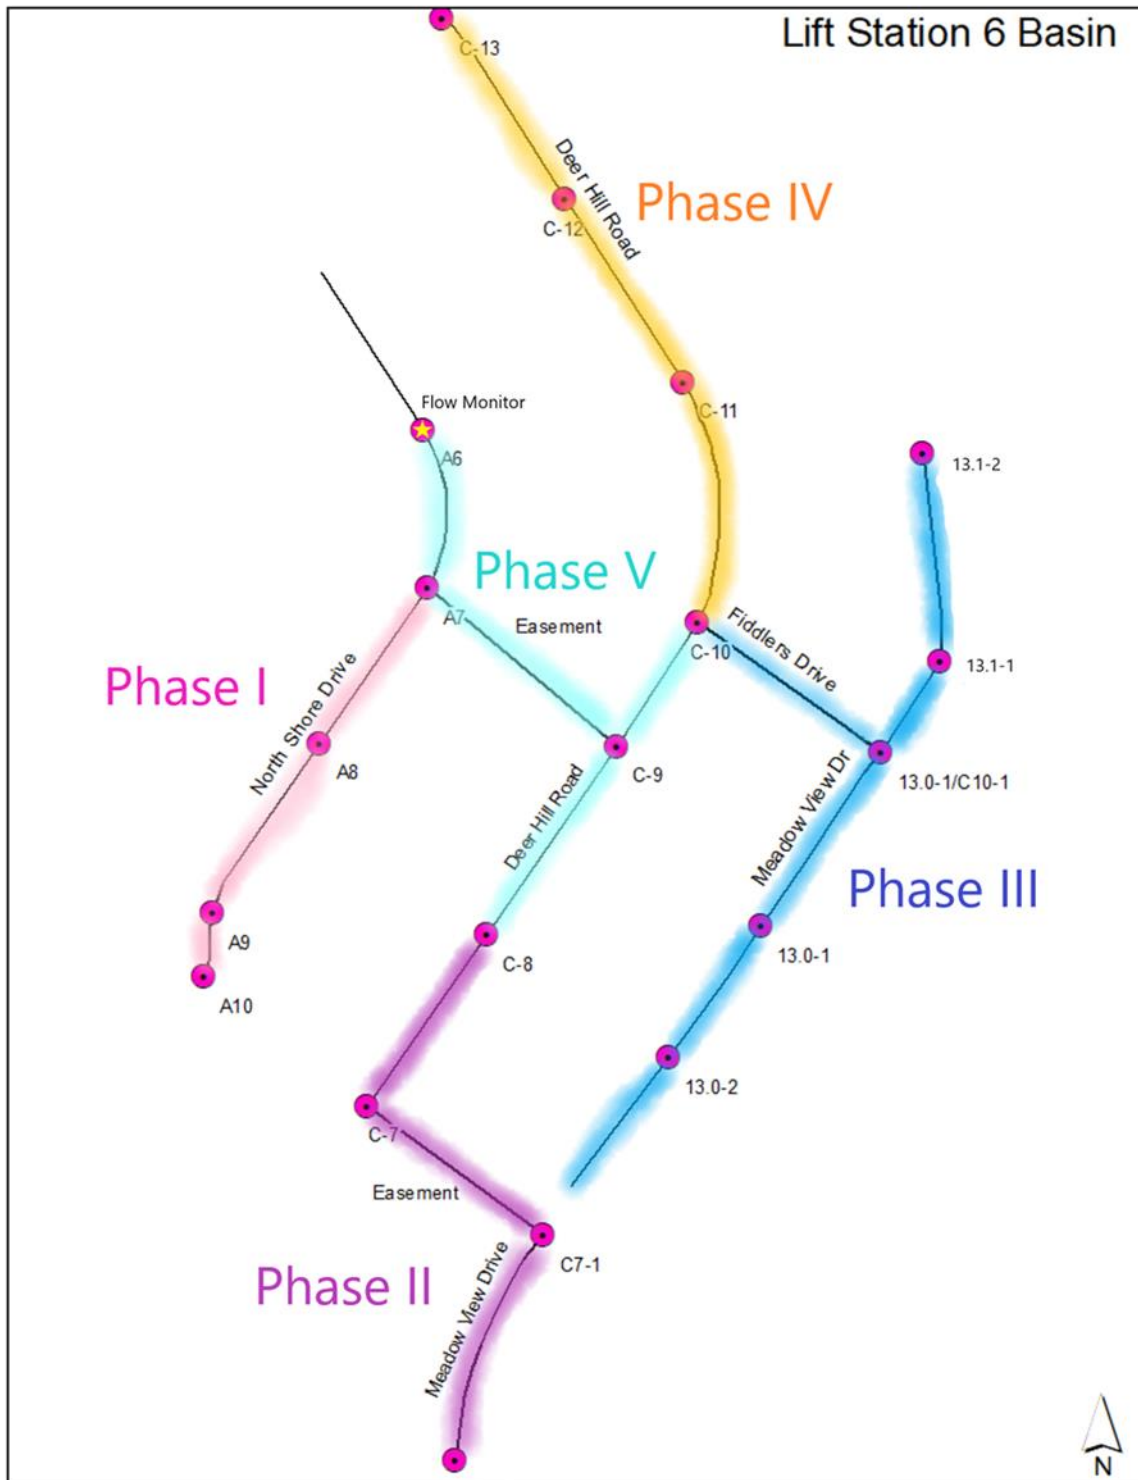 Lift Station 6 Basin
C-13
Deer Hill Road
Phase IV
C-12
C-11
Flow Monitor
A6
13.1-2
Phase V
A7
Easement
Fiddlers Drive
C-10
13.1-1
Phase I
North Shore Drive
A8
C-9
13.0-1/C10-1
Deer Hill Road
Meadow View Dr
Phase III
A9
C-8
13.0-1
A10
13.0-2
C-7
Easement
C7-1
Phase II
Meadow View Drive
N